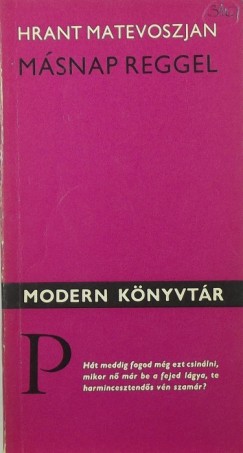 HRANT MATEVOSZJAN
MÁSNAP REGGEL
MODERN KÖNYVTÁR
P
Hát meddig fogod még ezt csinálni,
mikor nő már be a fejed lágya, te
harmincesztendős vén szamár?